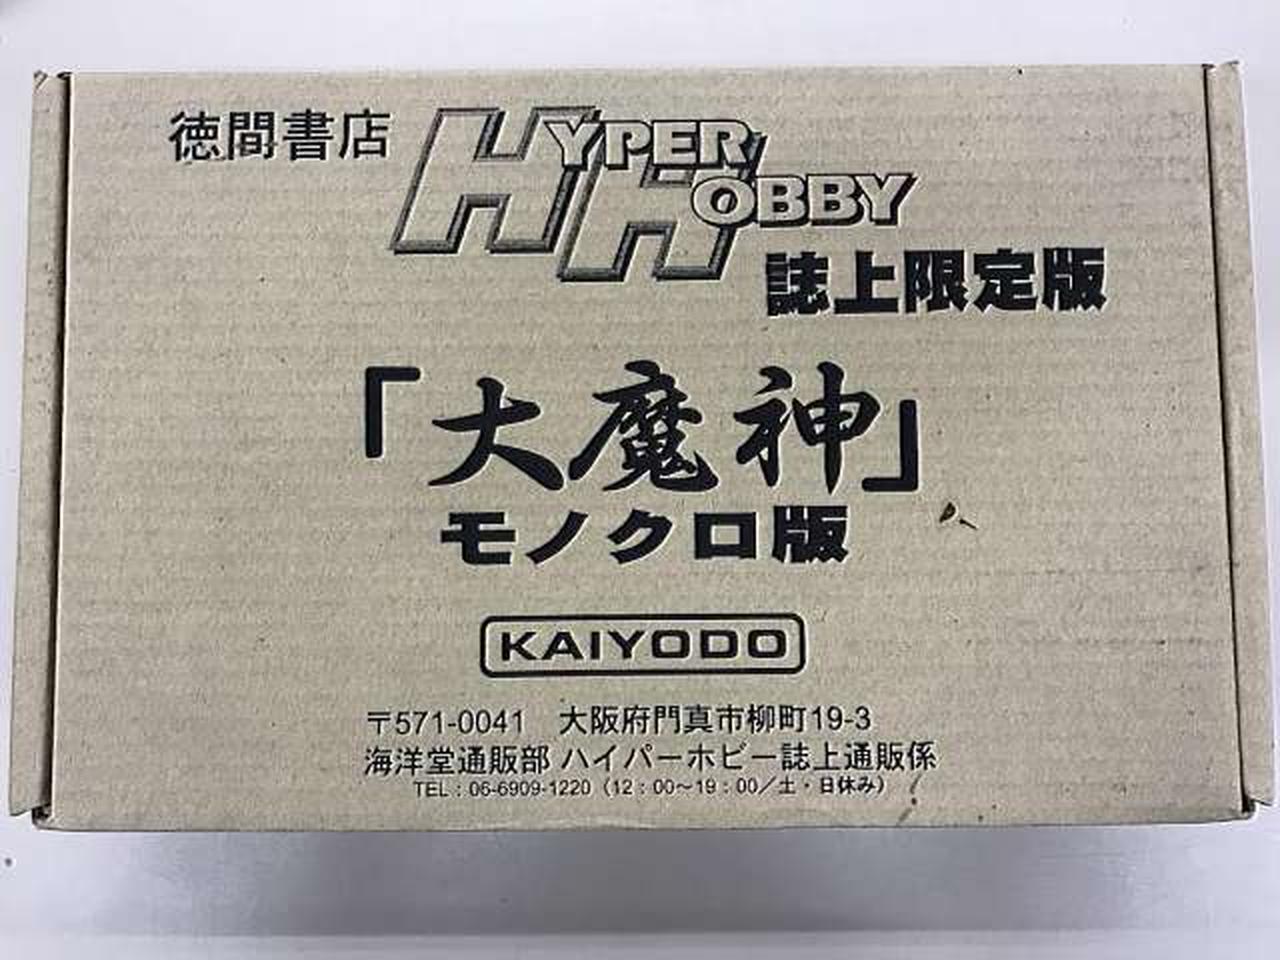 徳間書店 HYPER HOBBY
誌上限定版
「大魔神」
モノクロ版
KAIYODO
〒571-0041 大阪府門真市柳町19-3
海洋堂通販部 ハイパーホビー誌上通販係
TEL：06-6909-1220（12：00〜19：00／土・日休み）